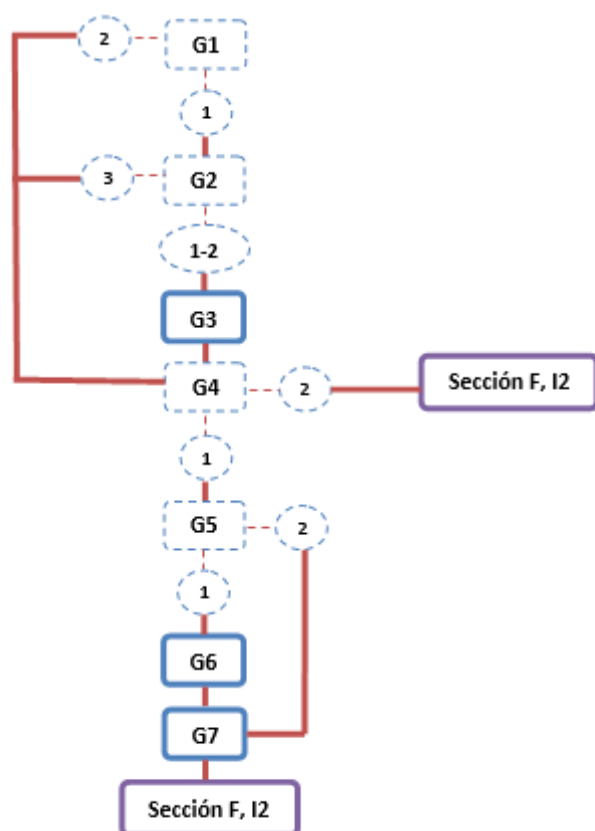 2
G1
1
3
G2
1-2
G3
G4
2
Sección F, I2
1
G5
2
1
G6
G7
Sección F, I2